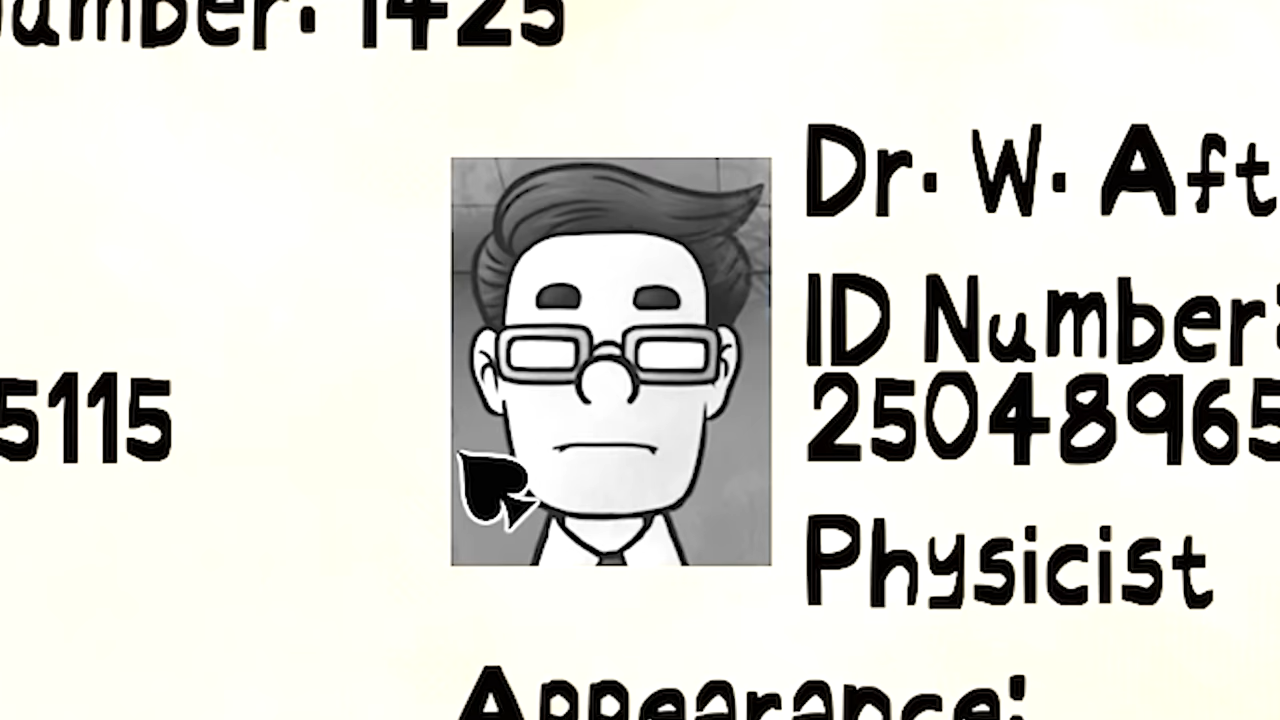 umber: 1425
Dr. W. Aft
ID Number:
25048965
5115
Physicist
Appearance: